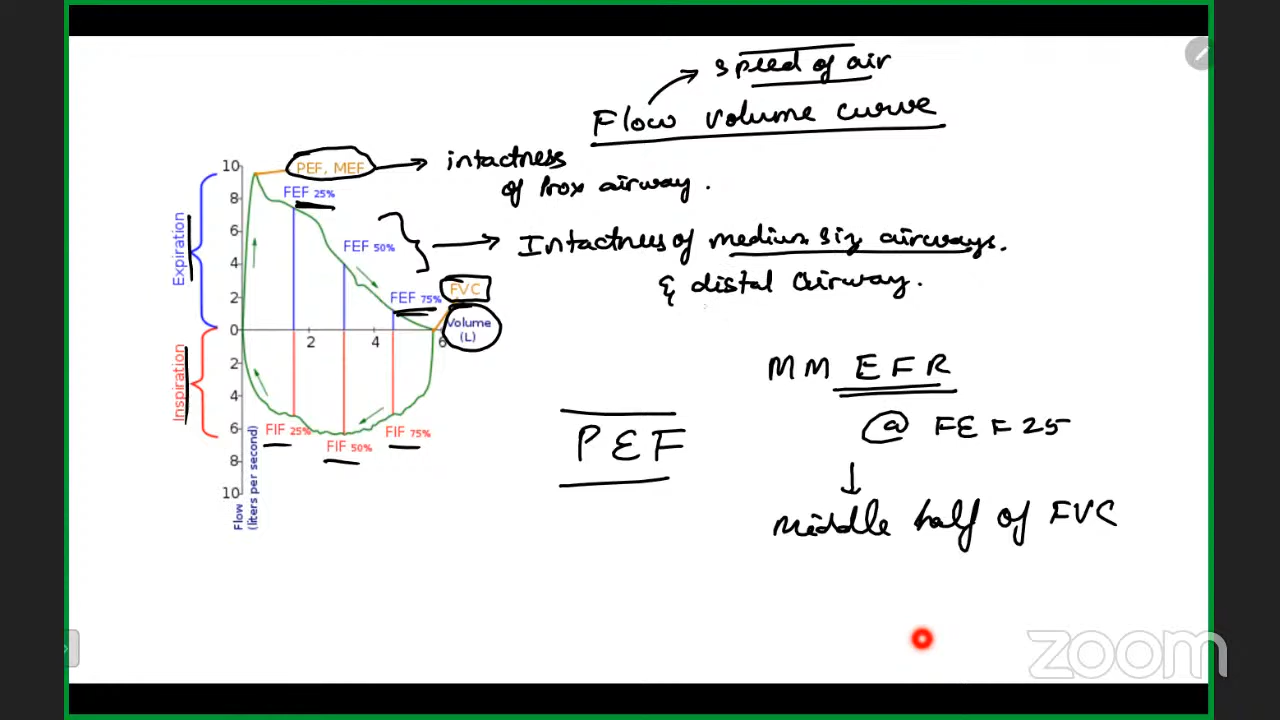 speed of air
Flow volume curve
PEF, MEF
intactness
of Prox airway.
FEF 25%
FEF 50%
Intactness of medium siz airways.
& distal airway.
FEF 75%
FVC
Volume
(L)
Expiration
Inspiration
10
8
6
4
2
0
2
4
6
8
10
2
4
6
FIF 25%
FIF 50%
FIF 75%
Flow
(liters per second)
MM EFR
@ FEF 25
PEF
middle half of FVC
zoom